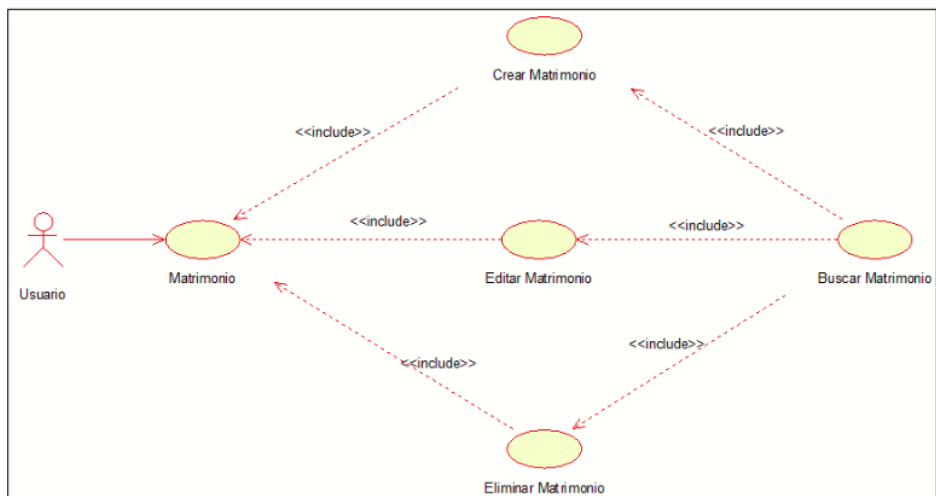 Crear Matrimonio
<<include>>
<<include>>
<<include>>
<<include>>
Usuario
Matrimonio
Editar Matrimonio
Buscar Matrimonio
<<include>>
<<include>>
Eliminar Matrimonio